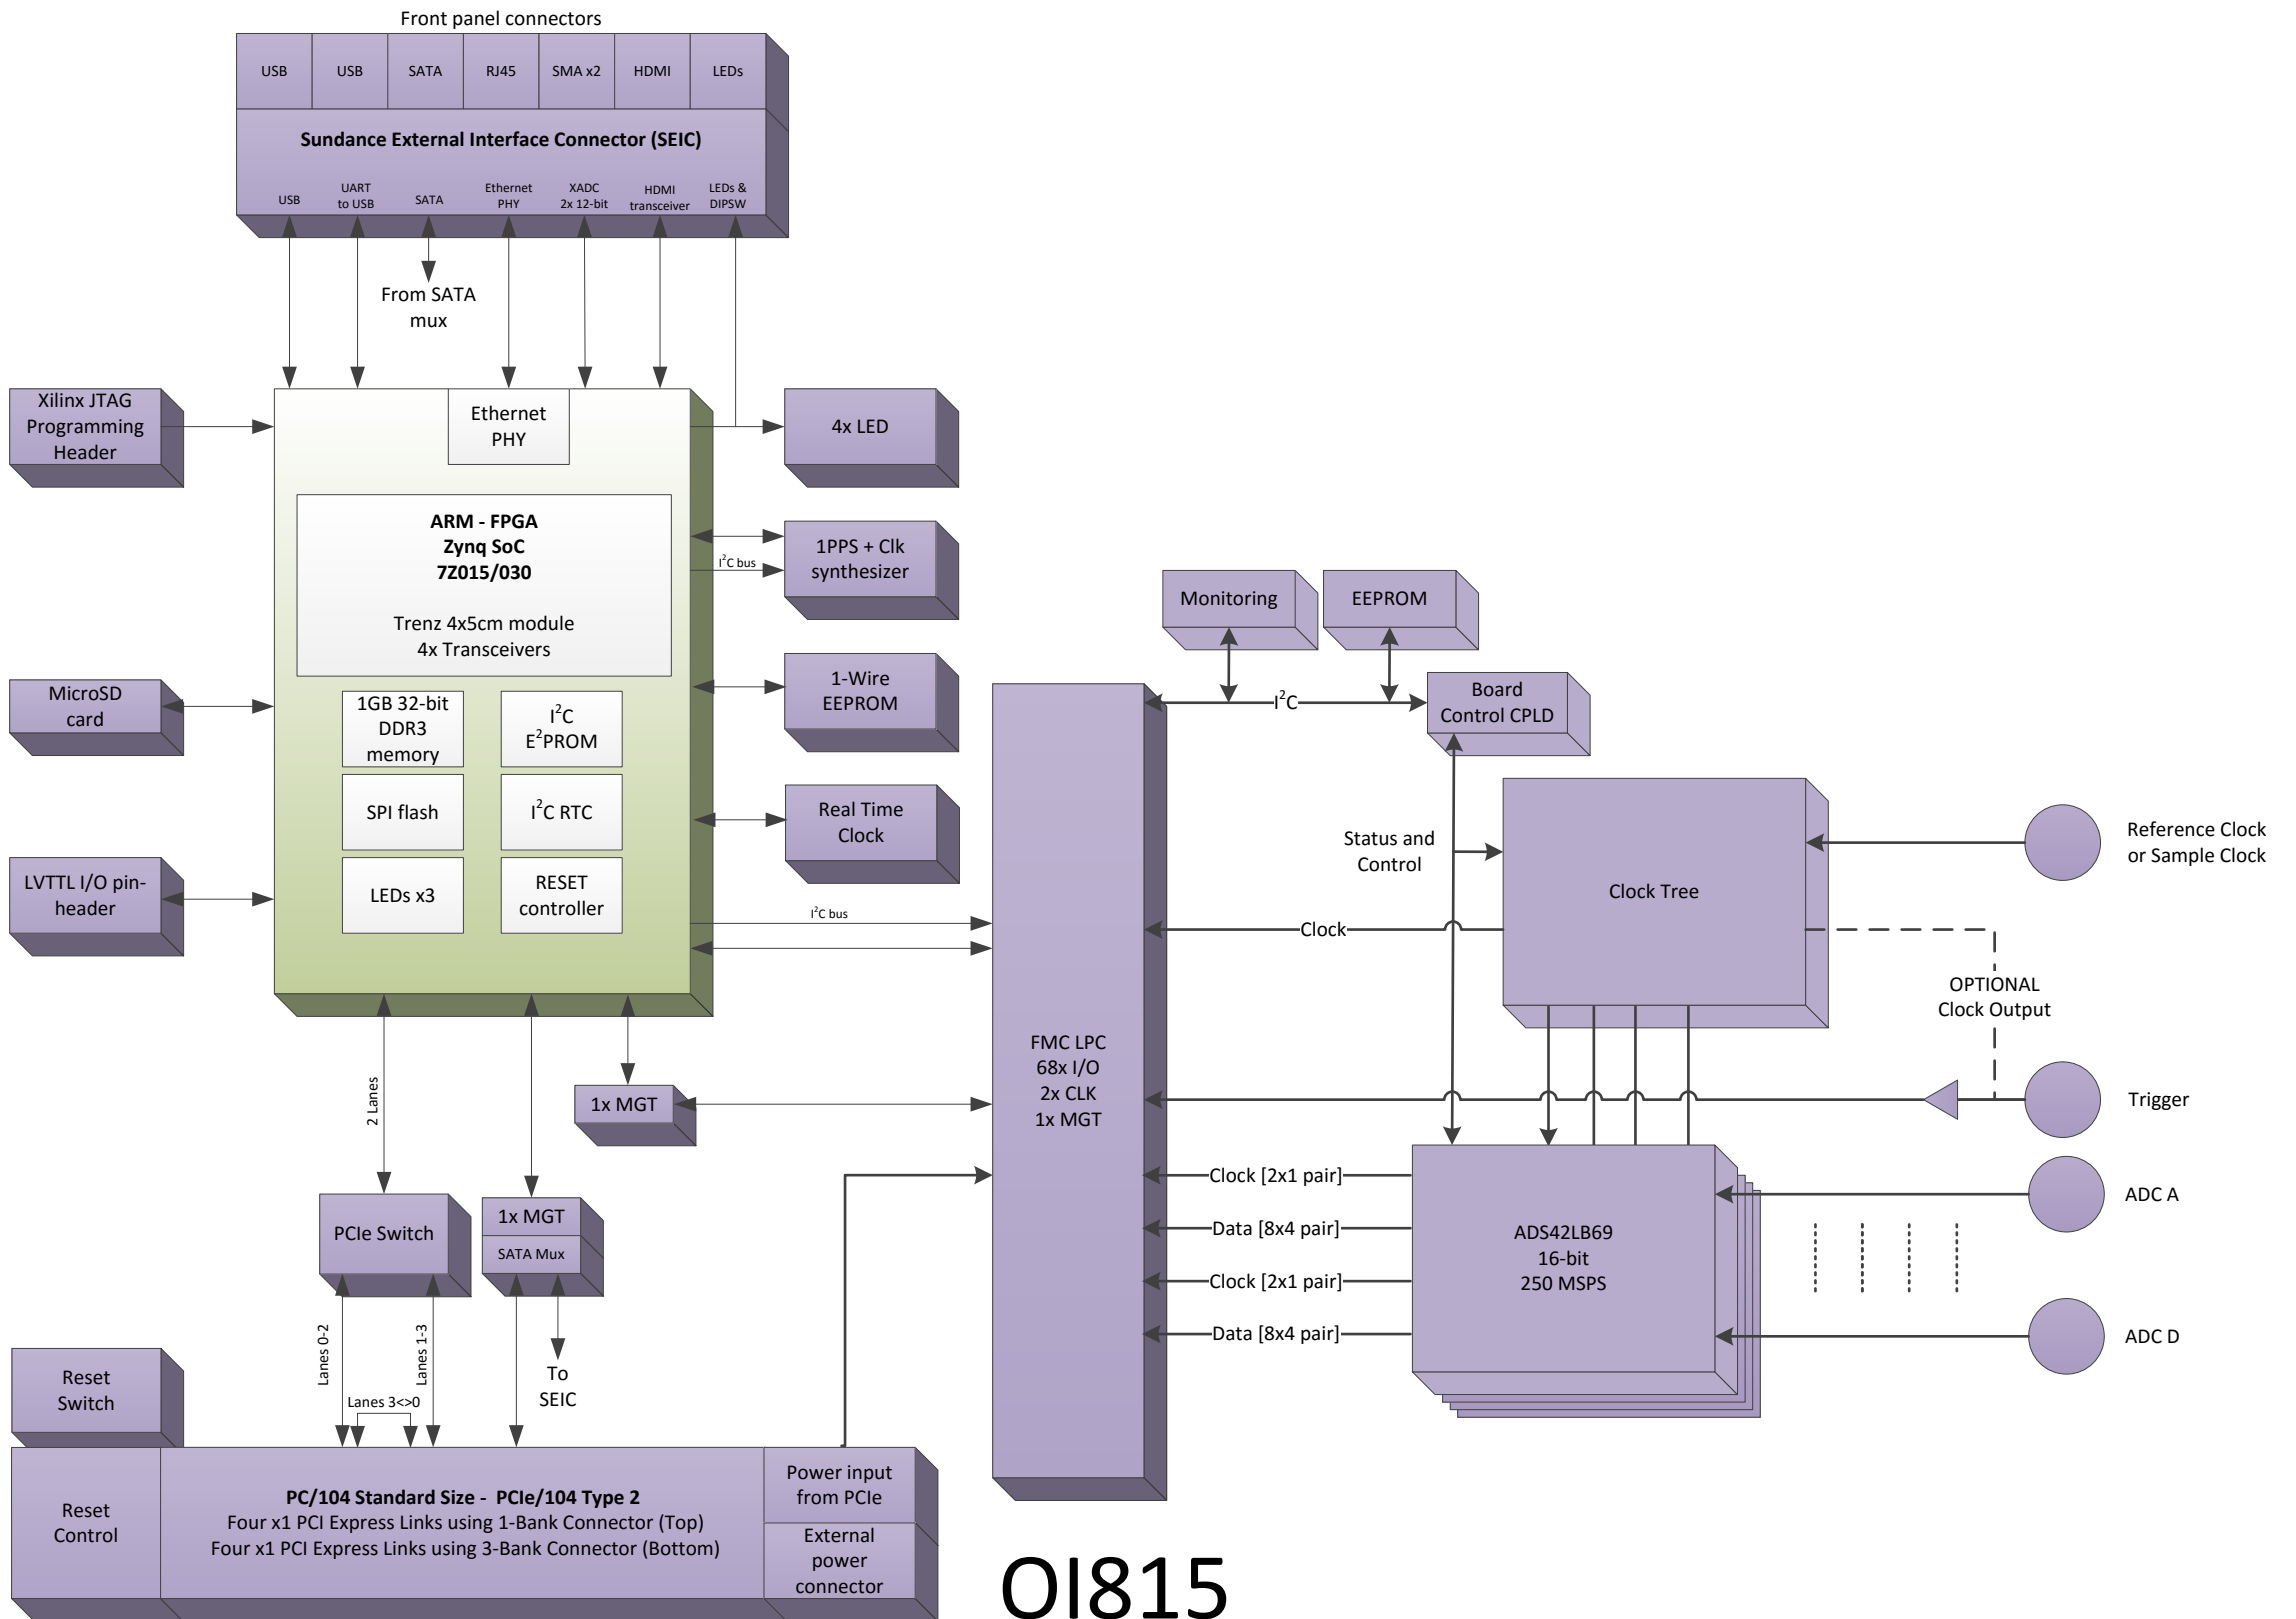 Front panel connectors
USB
USB
SATA
RJ45
SMA x2
HDMI
LEDs
Sundance External Interface Connector (SEIC)
USB
UART
to USB
SATA
Ethernet
PHY
XADC
2x 12-bit
HDMI
transceiver
LEDs &
DIPSW
From SATA
mux
Xilinx JTAG
Programming
Header
Ethernet
PHY
4x LED
ARM - FPGA
Zynq SoC
7Z015/030
Trenz 4x5cm module
4x Transceivers
I²C bus
1PPS + Clk
synthesizer
1-Wire
EEPROM
MicroSD
card
1GB 32-bit
DDR3
memory
I²C
E²PROM
SPI flash
I²C RTC
Real Time
Clock
LVTTL I/O pin-
header
LEDs x3
RESET
controller
I²C bus
Monitoring
EEPROM
I²C
Board
Control CPLD
Status and
Control
Clock Tree
Reference Clock
or Sample Clock
Clock
OPTIONAL
Clock Output
FMC LPC
68x I/O
2x CLK
1x MGT
Trigger
2 Lanes
1x MGT
PCIe Switch
1x MGT
SATA Mux
Clock [2x1 pair]
Data [8x4 pair]
Clock [2x1 pair]
Data [8x4 pair]
ADS42LB69
16-bit
250 MSPS
ADC A
ADC D
Lanes 0-2
Lanes 1-3
Lanes 3<>0
To
SEIC
Reset
Switch
Reset
Control
PC/104 Standard Size - PCIe/104 Type 2
Four x1 PCI Express Links using 1-Bank Connector (Top)
Four x1 PCI Express Links using 3-Bank Connector (Bottom)
Power input
from PCIe
External
power
connector
OI815